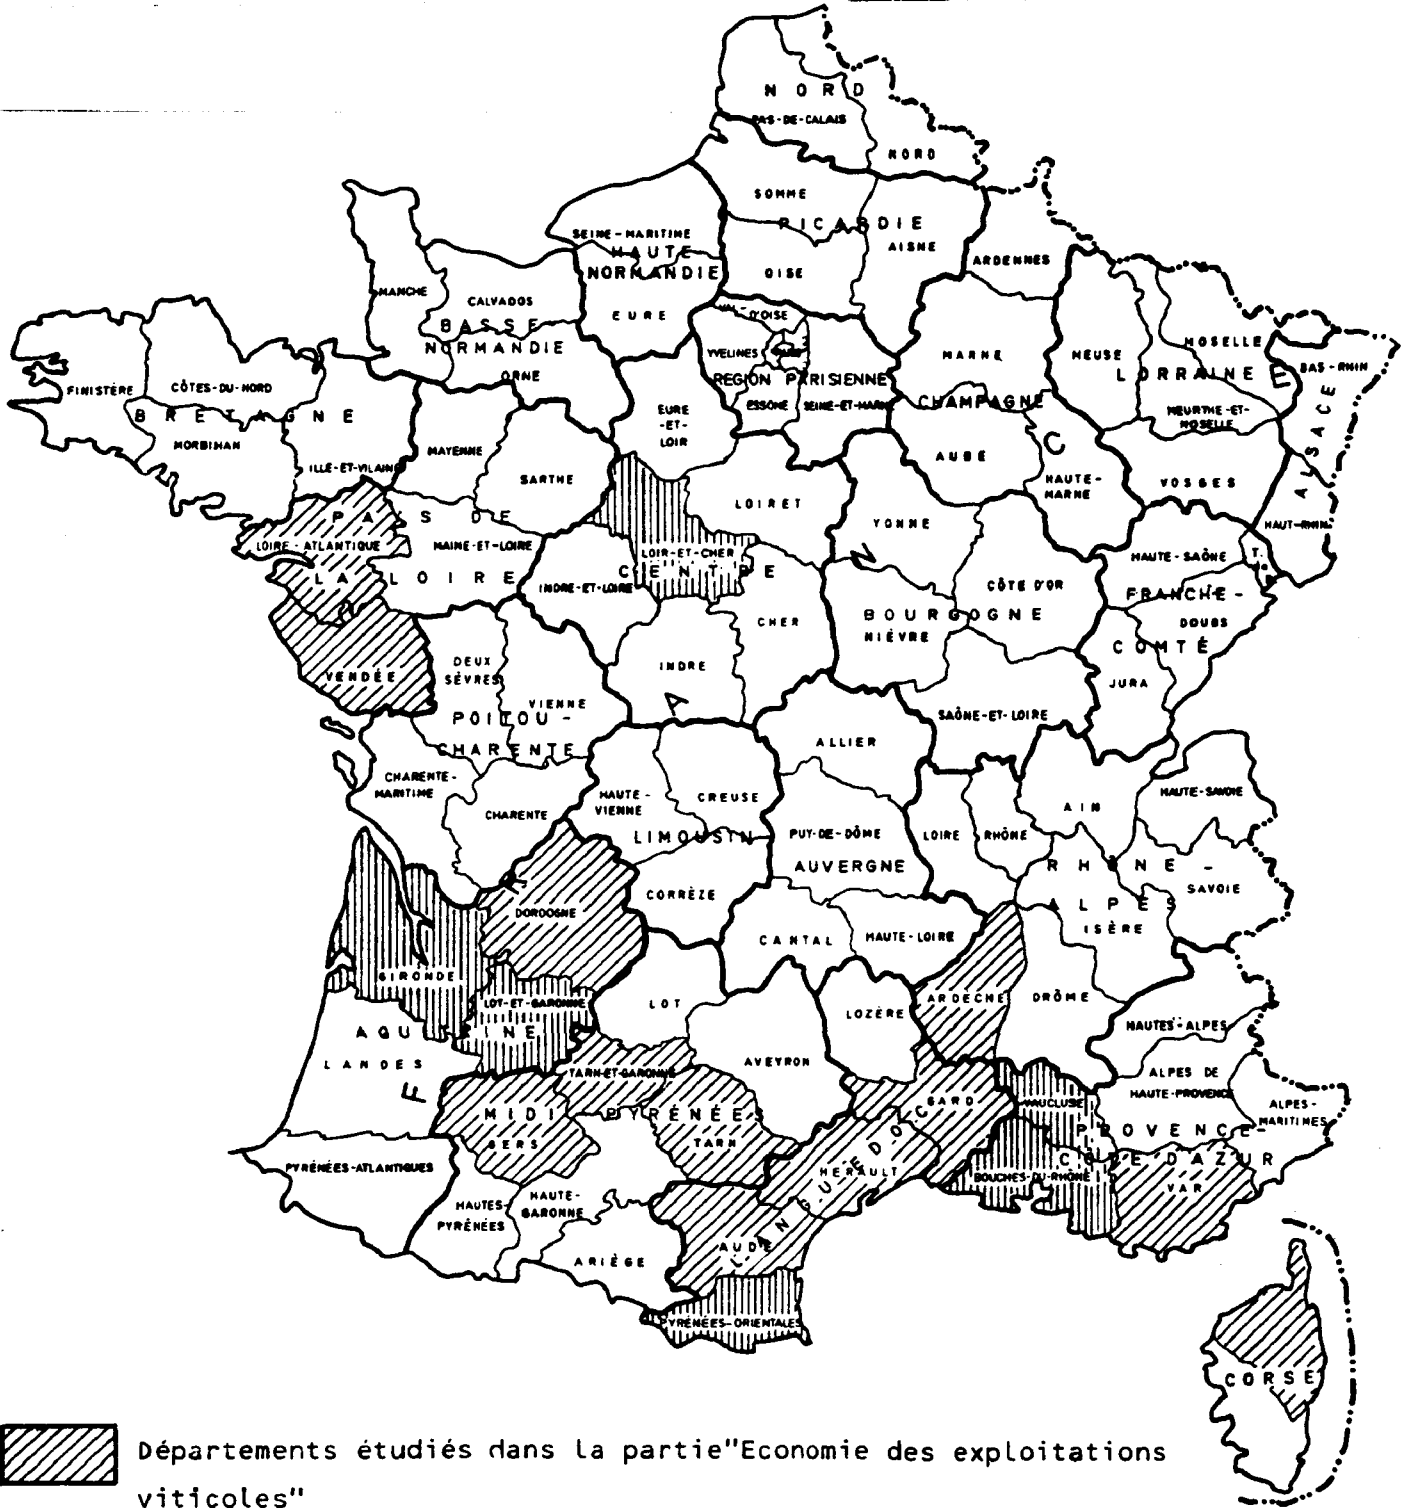 NORD
PAS-DE-CALAIS
NORD
SOMME
PICARDIE
AISNE
OISE
ARDENNES
SEINE-MARITIME
HAUTE
NORMANDIE
EURE
MANCHE
CALVADOS
BASSE
NORMANDIE
ORNE
VAL-D'OISE
YVELINES
REGION PARISIENNE
ESSONE
SEINE-ET-MARNE
MARNE
CHAMPAGNE
AUBE
HAUTE-
MARNE
MEUSE
MOSELLE
LORRAINE
MEURTHE-ET-
MOSELLE
VOSGES
BAS-RHIN
ALSACE
HAUT-RHIN
FINISTÈRE
CÔTES-DU-NORD
BRETAGNE
MORBIHAN
ILLE-ET-VILAINE
MAYENNE
SARTHE
EURE
-ET-
LOIR
LOIRET
YONNE
PAYS DE
LOIRE-ATLANTIQUE
MAINE-ET-LOIRE
LA LOIRE
VENDÉE
INDRE-ET-LOIRE
LOIR-ET-CHER
CENTRE
CHER
INDRE
CÔTE D'OR
BOURGOGNE
NIÈVRE
SAÔNE-ET-LOIRE
HAUTE-SAÔNE
T.
FRANCHE-
DOUBS
COMTÉ
JURA
DEUX
SÈVRES
VIENNE
POITOU-
CHARENTE
CHARENTE-
MARITIME
CHARENTE
HAUTE-
VIENNE
CREUSE
LIMOUSIN
CORRÈZE
ALLIER
PUY-DE-DÔME
AUVERGNE
CANTAL
HAUTE-LOIRE
LOIRE
RHÔNE
AIN
HAUTE-SAVOIE
RHÔNE-
SAVOIE
ALPES
ISÈRE
ARDÈCHE
DRÔME
HAUTES-ALPES
DORDOGNE
GIRONDE
LOT-ET-GARONNE
AQUITAINE
LANDES
LOT
LOZÈRE
AVEYRON
TARN-ET-GARONNE
MIDI PYRÉNÉES
GERS
TARN
PYRÉNÉES-ATLANTIQUES
HAUTES-
PYRÉNÉES
HAUTE-
GARONNE
ARIÈGE
GARD
HERAULT
LANGUEDOC
AUDE
PYRÉNÉES-ORIENTALES
VAUCLUSE
ALPES DE
HAUTE-PROVENCE
ALPES-
MARITIMES
PROVENCE-
CÔTE D'AZUR
BOUCHES-DU-RHÔNE
VAR
CORSE
FRANCE
Départements étudiés dans la partie"Economie des exploitations
viticoles"